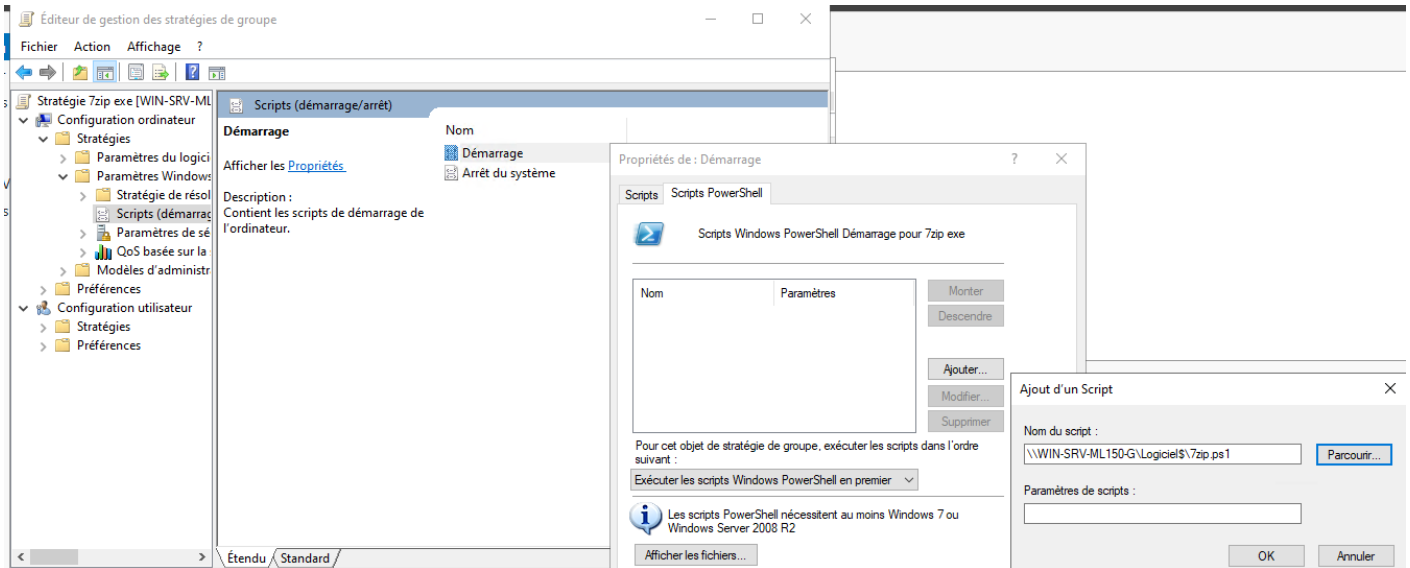 Éditeur de gestion des stratégies de groupe
Fichier Action Affichage ?
Stratégie 7zip exe [WIN-SRV-ML
Configuration ordinateur
Stratégies
Paramètres du logici
Paramètres Windows
Stratégie de résol
Scripts (démarrag
Paramètres de sé
QoS basée sur la
Modèles d'administr
Préférences
Configuration utilisateur
Stratégies
Préférences
Scripts (démarrage/arrêt)
Démarrage
Afficher les Propriétés
Description :
Contient les scripts de démarrage de
l'ordinateur.
Nom
Démarrage
Arrêt du système
Étendu Standard
Propriétés de : Démarrage ?
Scripts Scripts PowerShell
Scripts Windows PowerShell Démarrage pour 7zip exe
Nom Paramètres
Monter
Descendre
Ajouter...
Modifier...
Supprimer
Pour cet objet de stratégie de groupe, exécuter les scripts dans l'ordre
suivant :
Exécuter les scripts Windows PowerShell en premier
Les scripts PowerShell nécessitent au moins Windows 7 ou
Windows Server 2008 R2
Afficher les fichiers...
Ajout d'un Script
Nom du script :
\\WIN-SRV-ML150-G\Logiciel$\7zip.ps1 Parcourir...
Paramètres de scripts :
OK Annuler